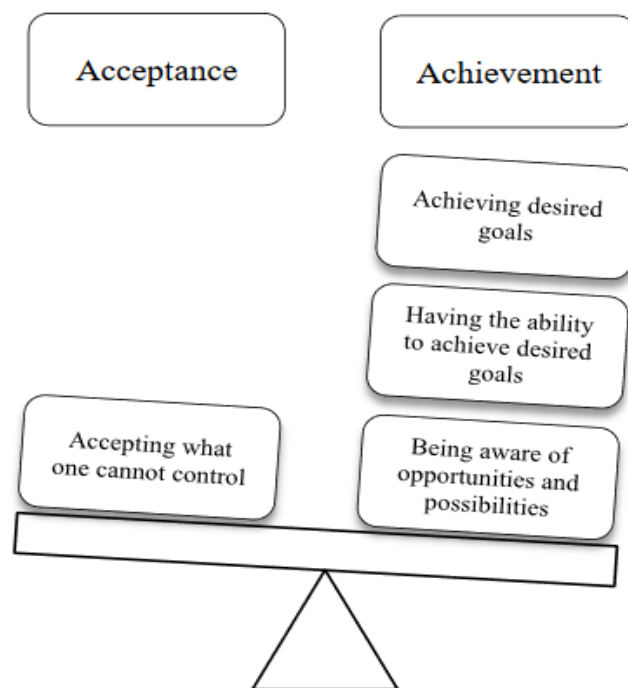 Acceptance
Achievement
Achieving desired
goals
Having the ability
to achieve desired
goals
Accepting what
one cannot control
Being aware of
opportunities and
possibilities